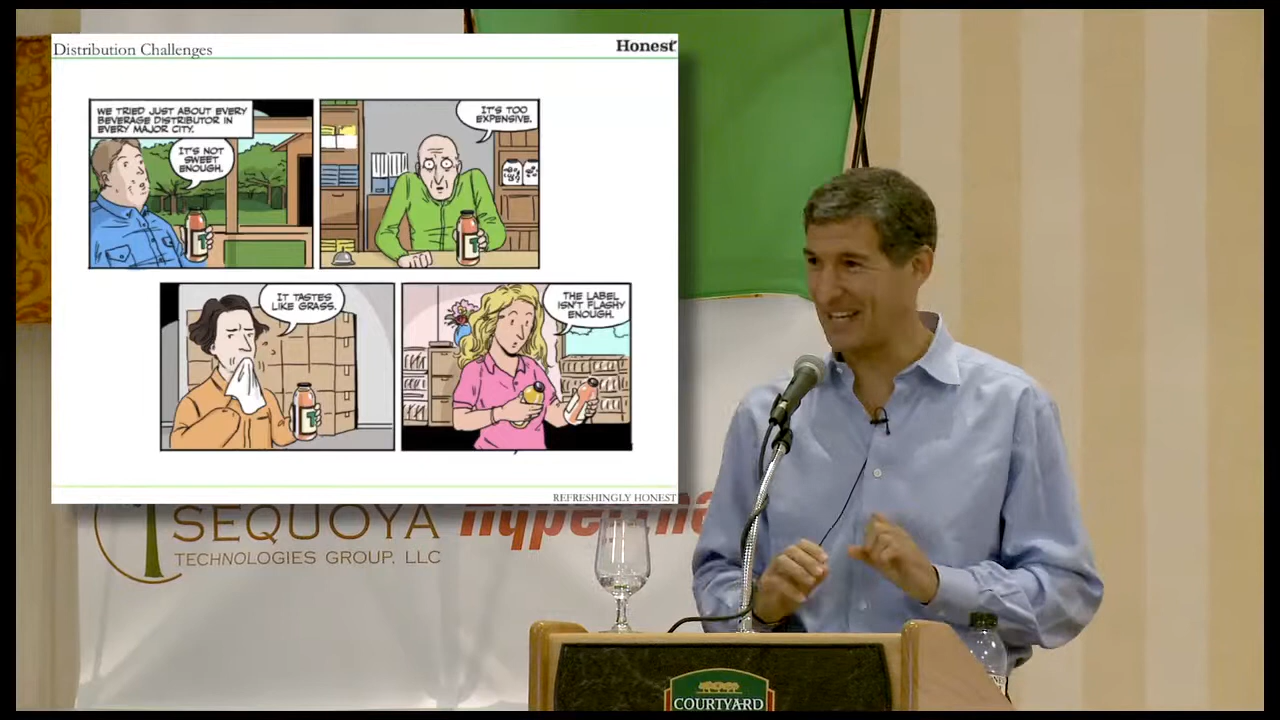 Distribution Challenges
Honest
WE TRIED JUST ABOUT EVERY
BEVERAGE DISTRIBUTOR IN
EVERY MAJOR CITY.
IT'S NOT
SWEET
ENOUGH.
IT'S TOO
EXPENSIVE.
T
T
IT TASTES
LIKE GRASS.
THE LABEL
ISN'T FLASHY
ENOUGH.
T
REFRESHINGLY HONEST
SEQUOYA
TECHNOLOGIES GROUP, LLC
COURTYARD